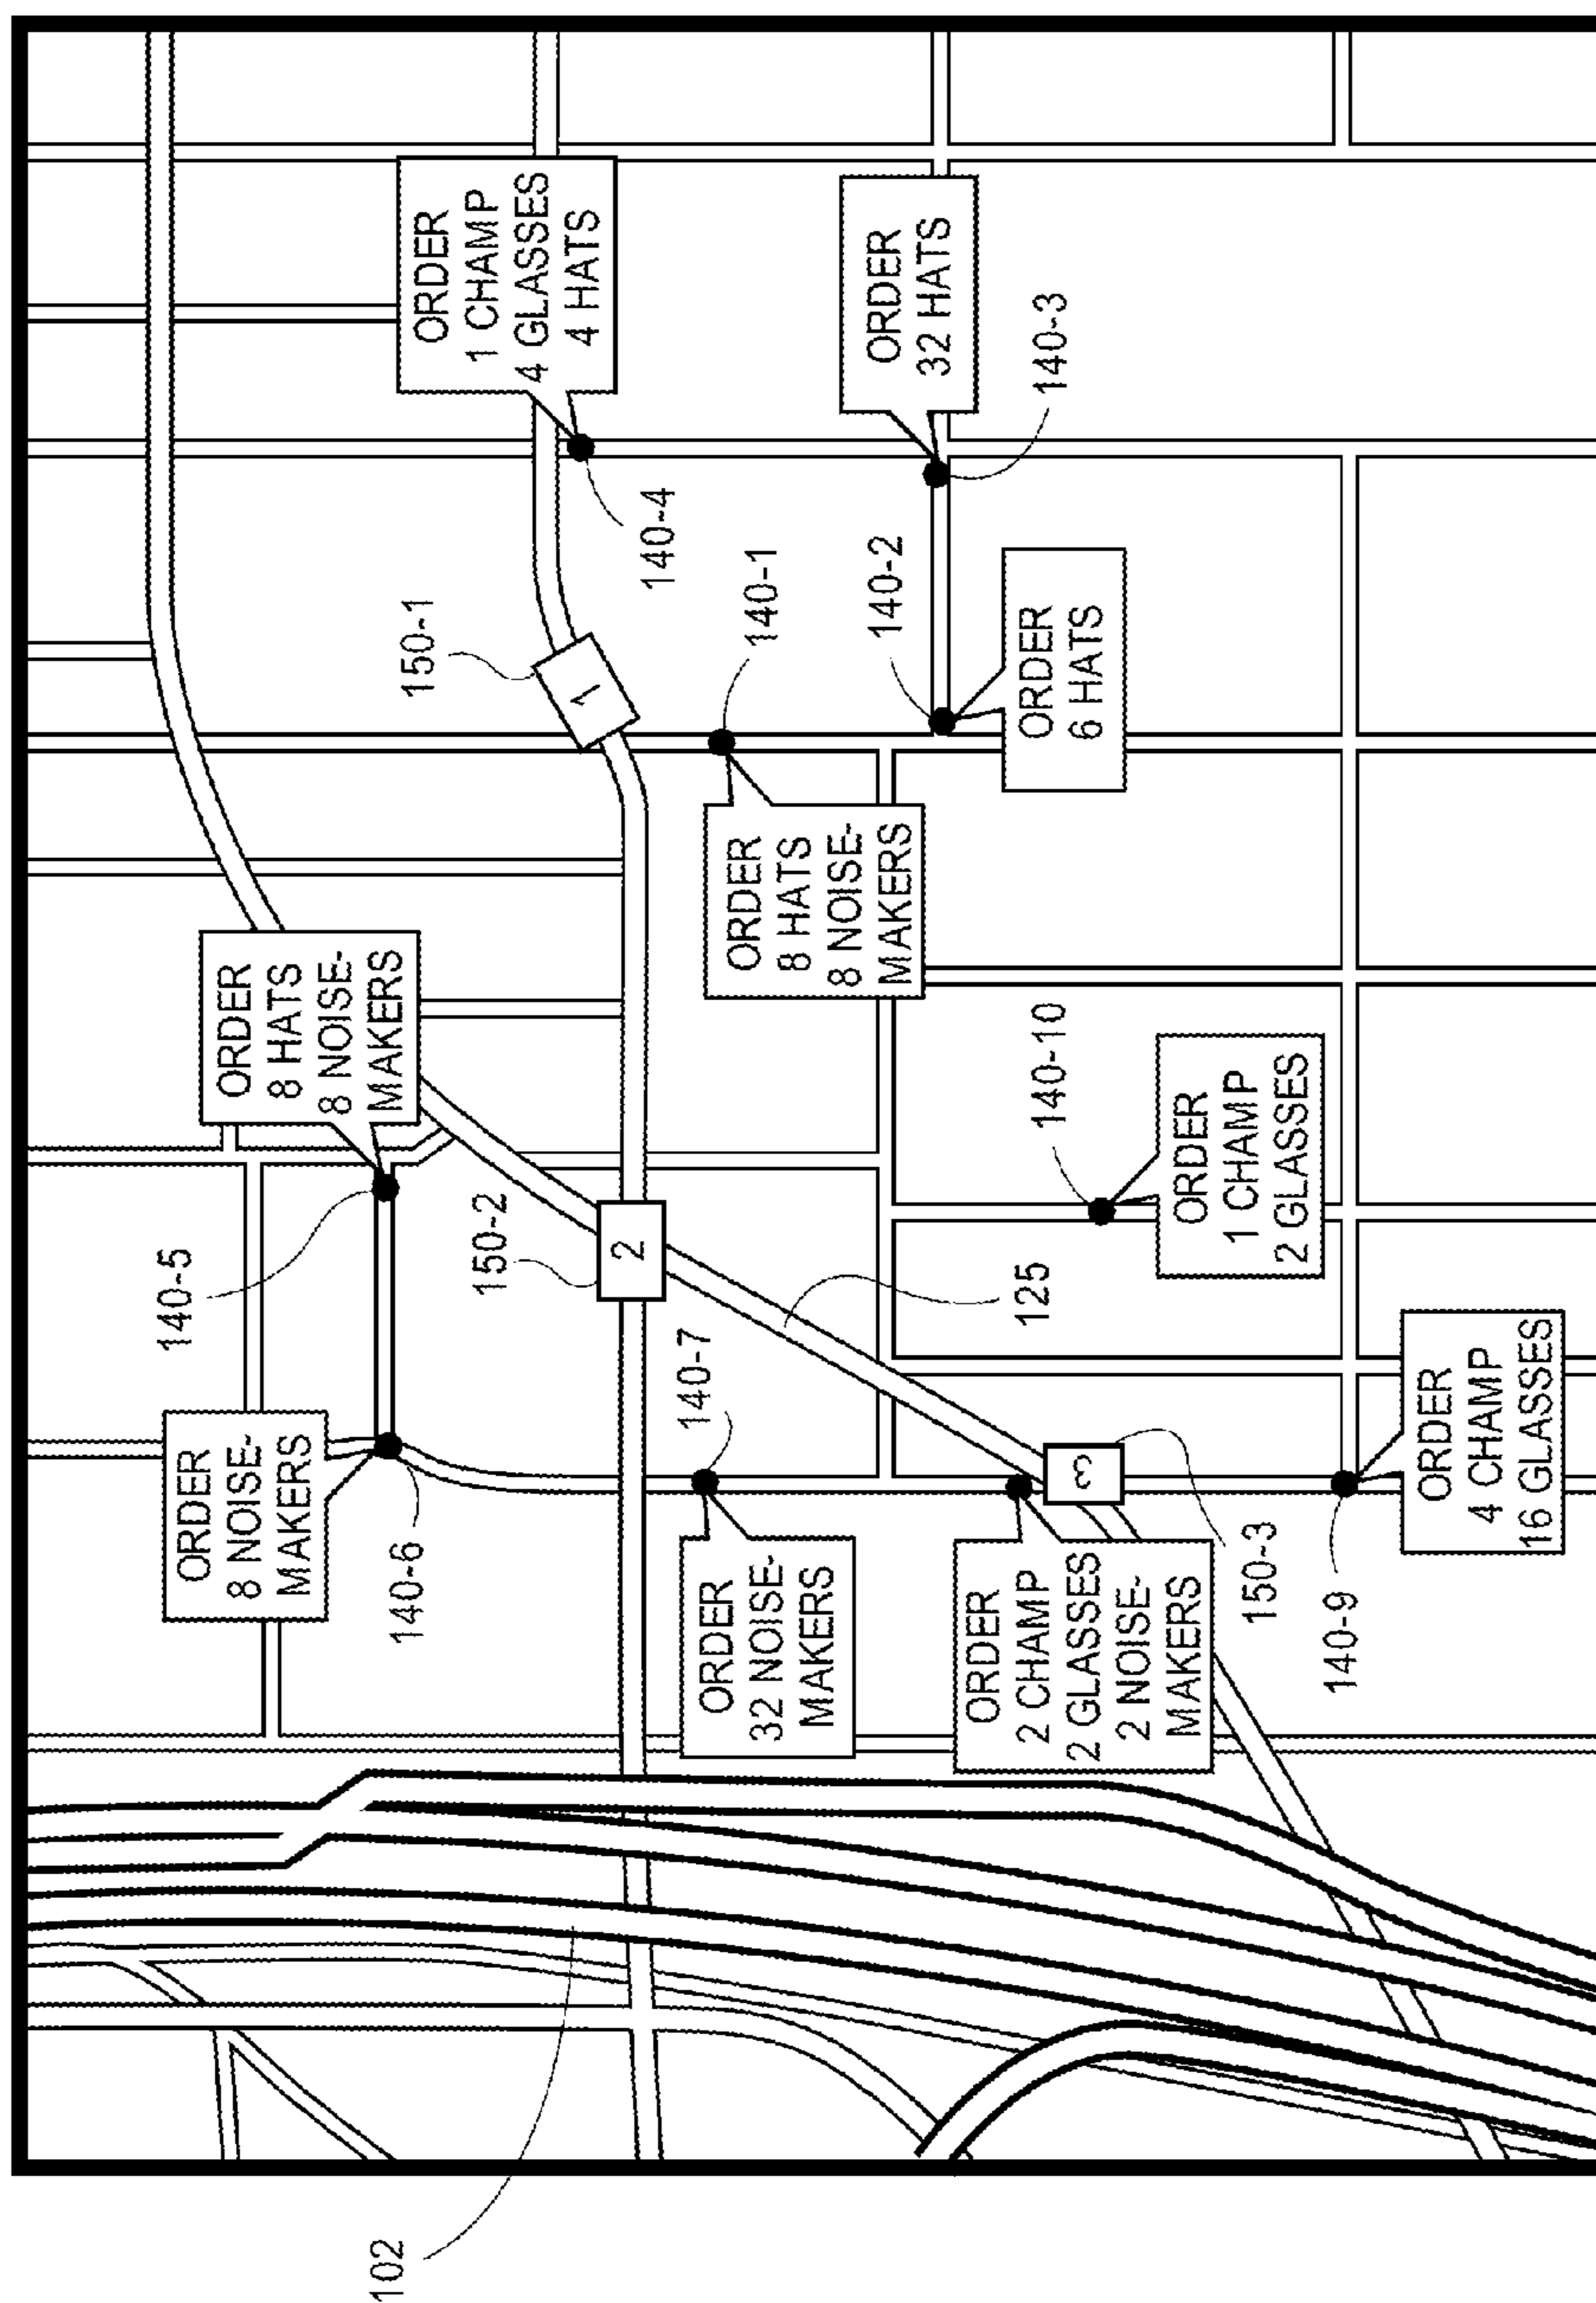 ORDER
8 NOISE-
MAKERS
140-5
ORDER
8 HATS
8 NOISE-
MAKERS
102
140-6
150-1
ORDER
1 CHAMP
4 GLASSES
4 HATS
150-2
1
2
140-4
ORDER
32 NOISE-
MAKERS
140-7
ORDER
8 HATS
8 NOISE-
MAKERS
140-1
ORDER
32 HATS
140-2
ORDER
2 CHAMP
2 GLASSES
2 NOISE-
MAKERS
125
140-10
ORDER
6 HATS
140-3
3
ORDER
1 CHAMP
2 GLASSES
150-3
140-9
ORDER
4 CHAMP
16 GLASSES